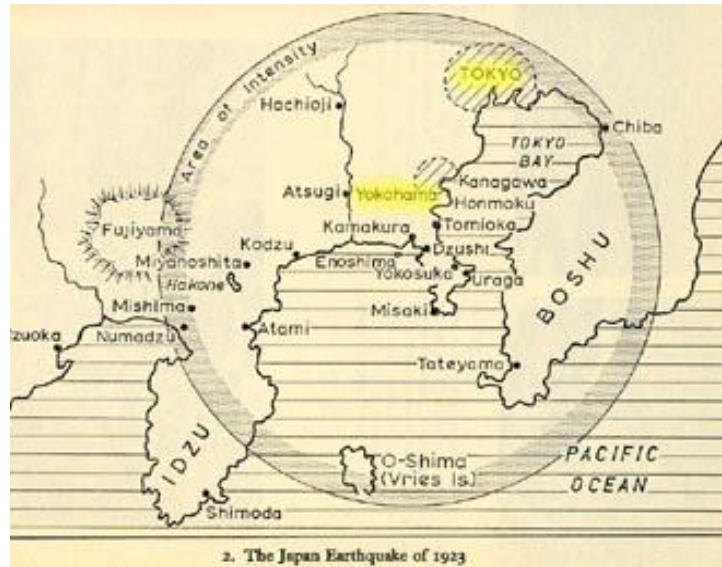 Area of Intensity
TOKYO
Hachioji
Chiba
TOKYO
BAY
Atsugi
Yokohama
Kanagawa
Honmoku
Fujiyama
Kamakura
Tomioka
Kodzu
Dzushi
Miyanoshita
Enoshima
Yokosuka
Uraga
Hakone
BOSHU
Mishima
Misaki
zuoka
Numadzu
Atami
Tateyama
IDZU
O-Shima
(Vries Is.)
PACIFIC
OCEAN
Shimoda
2. The Japan Earthquake of 1923